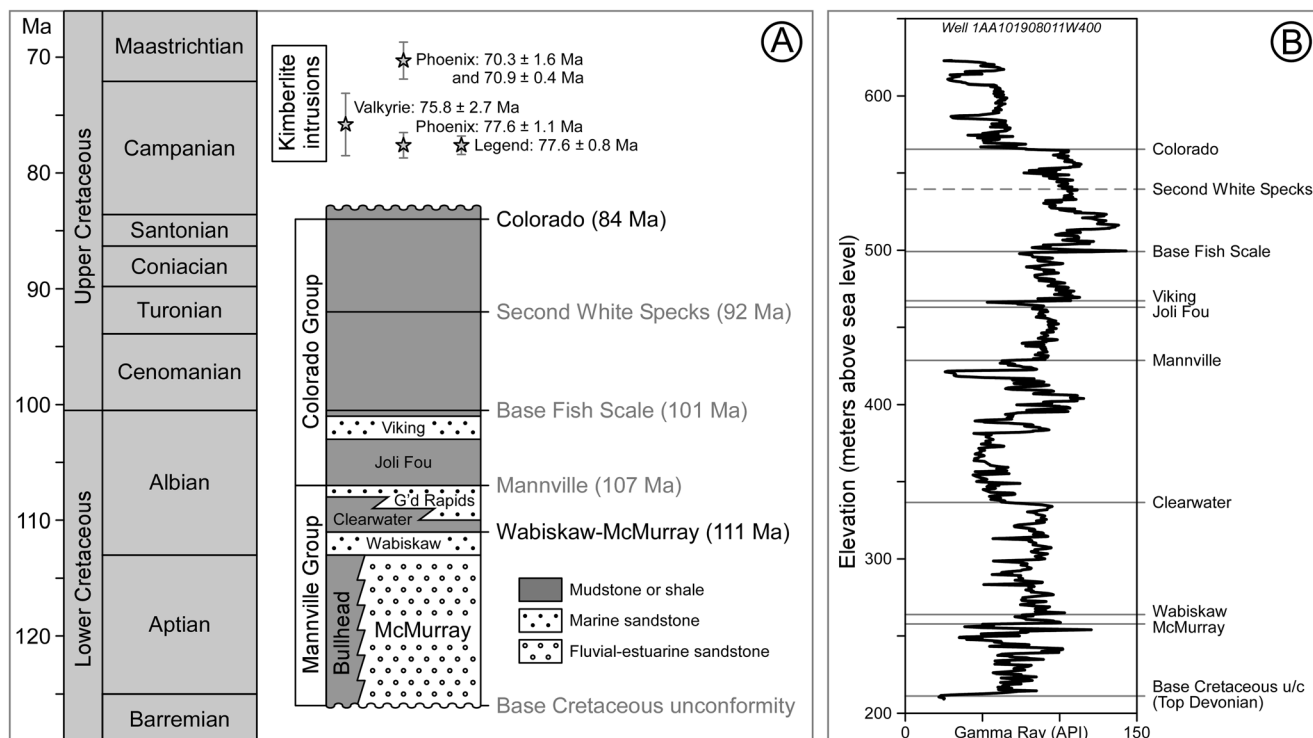 Ma
70
80
90
100
110
120
Upper Cretaceous
Lower Cretaceous
Maastrichtian
Campanian
Santonian
Coniacian
Turonian
Cenomanian
Albian
Aptian
Barremian
A
Kimberlite
intrusions
Phoenix: 70.3 ± 1.6 Ma
and 70.9 ± 0.4 Ma
Valkyrie: 75.8 ± 2.7 Ma
Phoenix: 77.6 ± 1.1 Ma
Legend: 77.6 ± 0.8 Ma
Colorado Group
Mannville Group
Colorado (84 Ma)
Second White Specks (92 Ma)
Base Fish Scale (101 Ma)
Viking
Joli Fou
Mannville (107 Ma)
G'd Rapids
Clearwater
Wabiskaw-McMurray (111 Ma)
Wabiskaw
Bullhead
McMurray
Base Cretaceous unconformity
Mudstone or shale
Marine sandstone
Fluvial-estuarine sandstone
B
Well 1AA101908011W400
Elevation (meters above sea level)
600
500
400
300
200
Colorado
Second White Specks
Base Fish Scale
Viking
Joli Fou
Mannville
Clearwater
Wabiskaw
McMurray
Base Cretaceous u/c
(Top Devonian)
0
Gamma Ray (API)
150